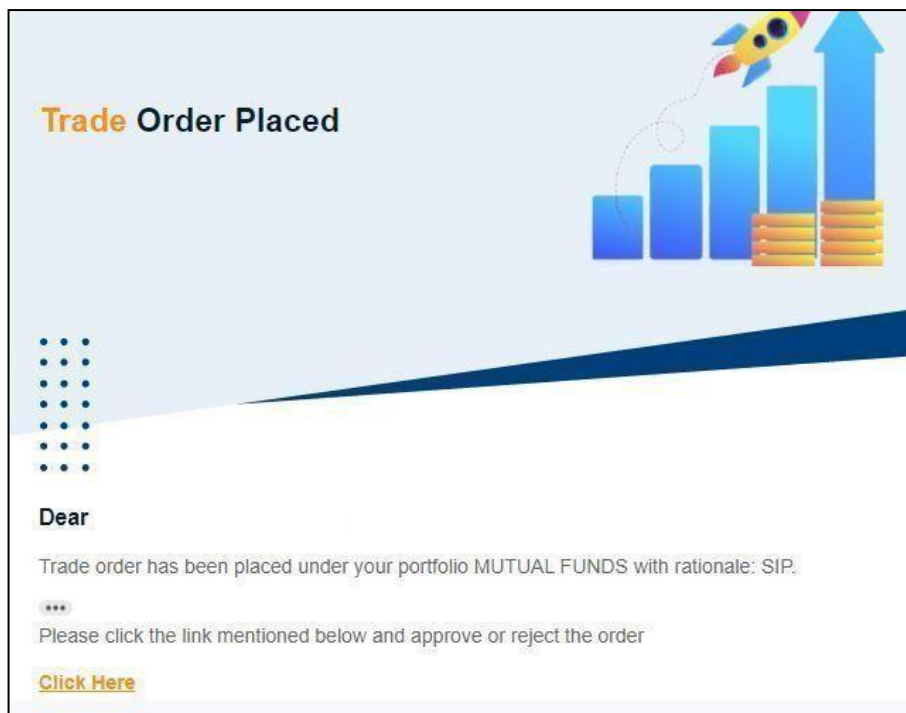 Trade Order Placed
Dear
Trade order has been placed under your portfolio MUTUAL FUNDS with rationale: SIP.
•••
Please click the link mentioned below and approve or reject the order
Click Here